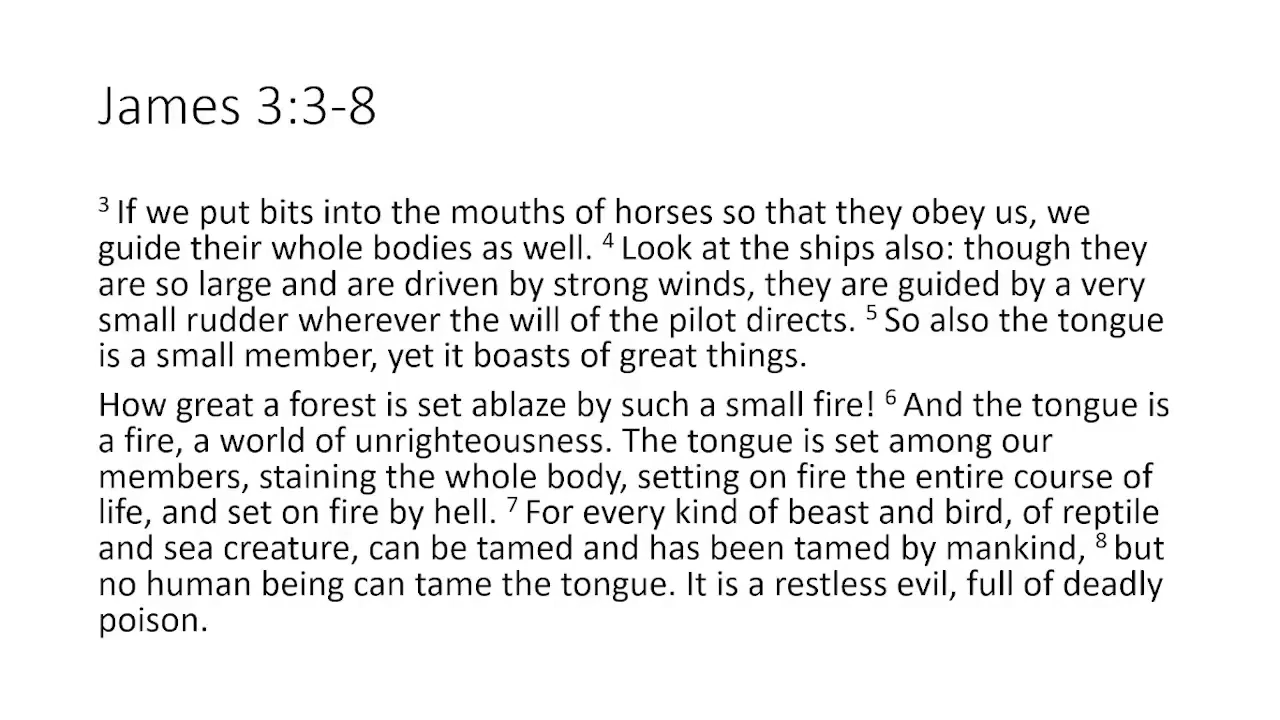 James 3:3-8
3 If we put bits into the mouths of horses so that they obey us, we
guide their whole bodies as well. 4 Look at the ships also: though they
are so large and are driven by strong winds, they are guided by a very
small rudder wherever the will of the pilot directs. 5 So also the tongue
is a small member, yet it boasts of great things.
How great a forest is set ablaze by such a small fire! 6 And the tongue is
a fire, a world of unrighteousness. The tongue is set among our
members, staining the whole body, setting on fire the entire course of
life, and set on fire by hell. 7 For every kind of beast and bird, of reptile
and sea creature, can be tamed and has been tamed by mankind, 8 but
no human being can tame the tongue. It is a restless evil, full of deadly
poison.